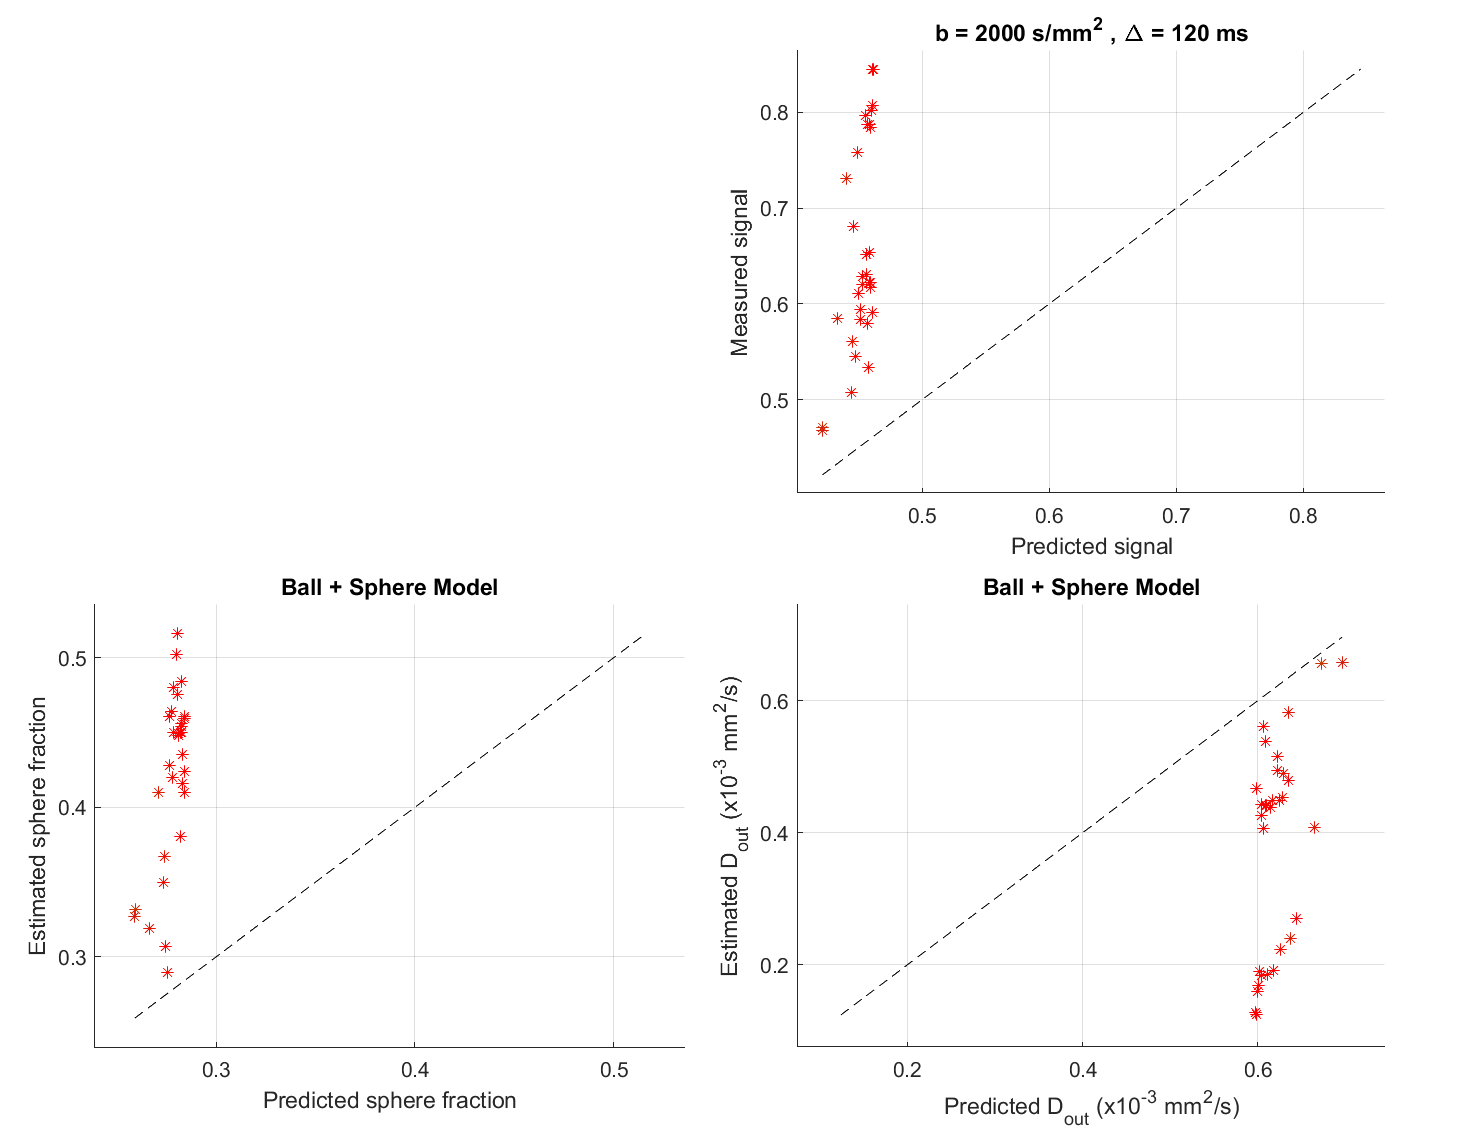 b = 2000 s/mm² , Δ = 120 ms
Measured signal
0.8
0.7
0.6
0.5
0.5 0.6 0.7 0.8
Predicted signal
Ball + Sphere Model
Estimated sphere fraction
0.5
0.4
0.3
0.3 0.4 0.5
Predicted sphere fraction
Ball + Sphere Model
Estimated D_out (x10⁻³ mm²/s)
0.6
0.4
0.2
0.2 0.4 0.6
Predicted D_out (x10⁻³ mm²/s)